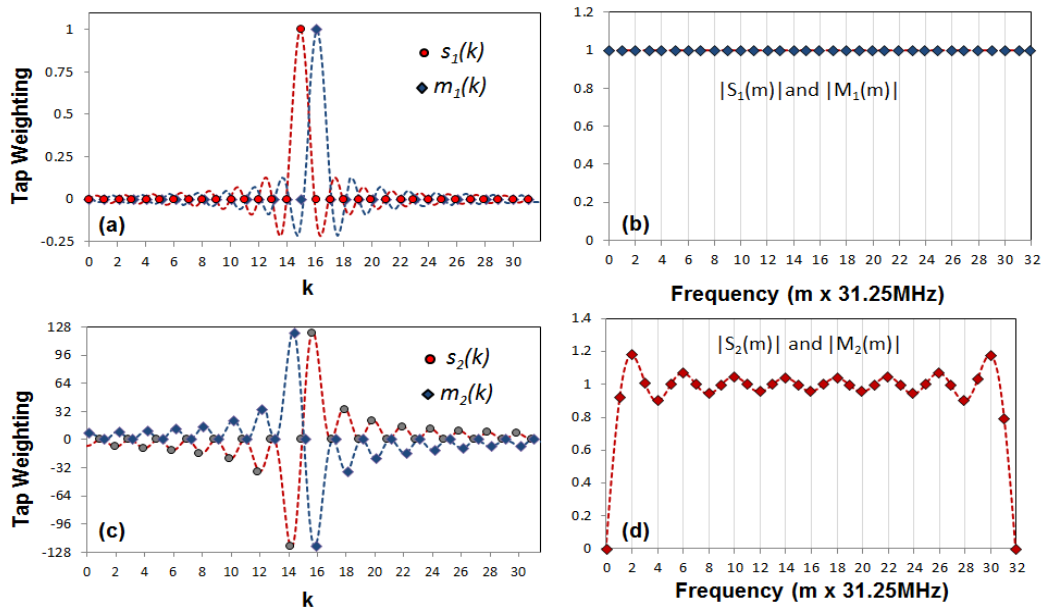 Tap Weighting
1
0.75
0.5
0.25
0
-0.25
s1(k)
m1(k)
(a)
0 2 4 6 8 10 12 14 16 18 20 22 24 26 28 30
k
1.2
1
0.8
0.6
0.4
0.2
0
|S1(m)|and |M1(m)|
(b)
0 2 4 6 8 10 12 14 16 18 20 22 24 26 28 30 32
Frequency (m x 31.25MHz)
Tap Weighting
128
96
64
32
0
-32
-64
-96
-128
s2(k)
m2(k)
(c)
0 2 4 6 8 10 12 14 16 18 20 22 24 26 28 30
k
1.4
1.2
1
0.8
0.6
0.4
0.2
0
|S2(m)| and |M2(m)|
(d)
0 2 4 6 8 10 12 14 16 18 20 22 24 26 28 30 32
Frequency (m x 31.25MHz)